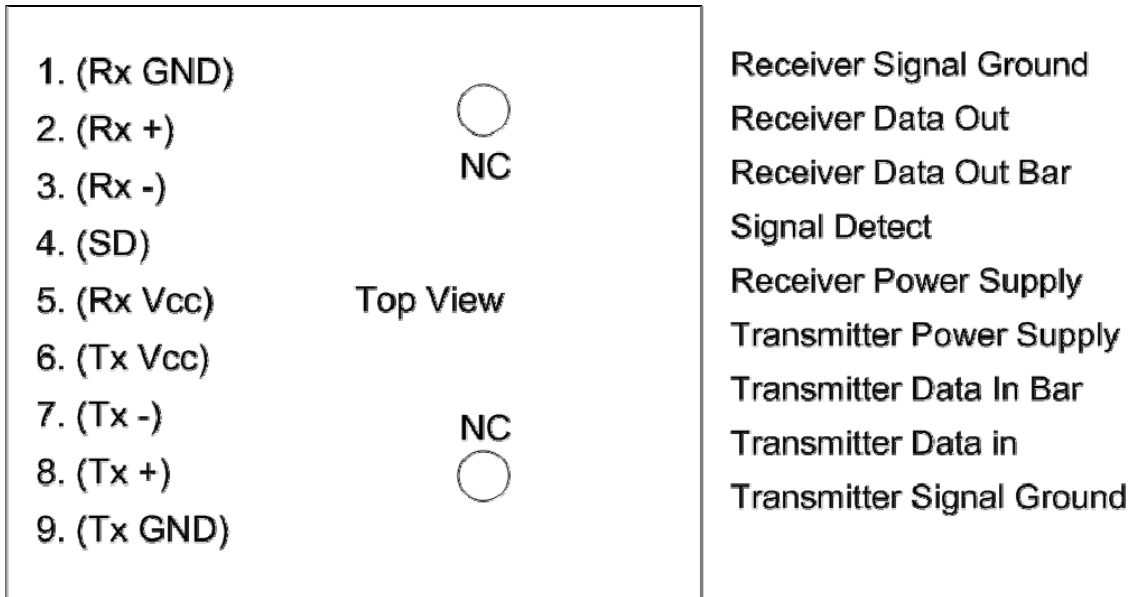 1. (Rx GND)
2. (Rx +)
3. (Rx -)
4. (SD)
5. (Rx Vcc)
6. (Tx Vcc)
7. (Tx -)
8. (Tx +)
9. (Tx GND)
NC
Top View
NC
Receiver Signal Ground
Receiver Data Out
Receiver Data Out Bar
Signal Detect
Receiver Power Supply
Transmitter Power Supply
Transmitter Data In Bar
Transmitter Data in
Transmitter Signal Ground